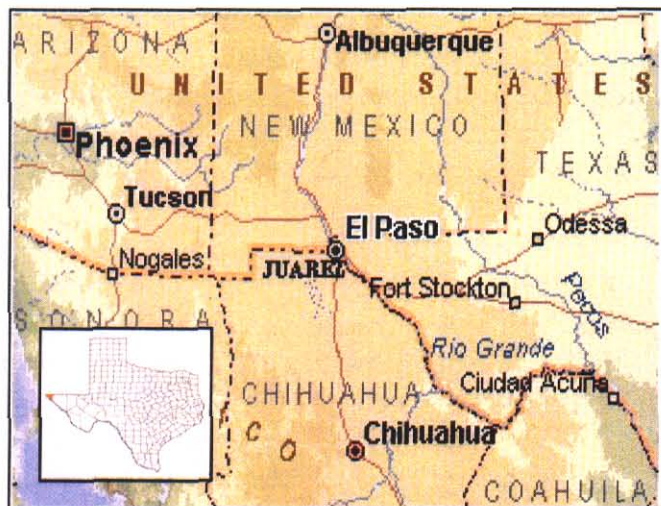 ARIZONA
Albuquerque
UNITED STATES
NEW MEXICO
Phoenix
TEXAS
Tucson
El Paso
Odessa
Nogales
JUAREZ
Fort Stockton
Pecos
SONORA
Rio Grande
CHIHUAHUA
Ciudad Acuña
CO
Chihuahua
COAHUILA